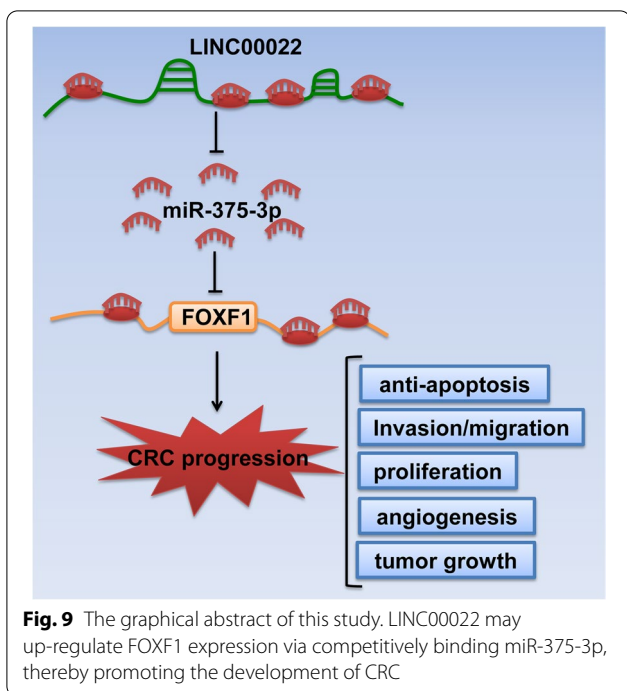 LINC00022
miR-375-3p
FOXF1
CRC progression
anti-apoptosis
Invasion/migration
proliferation
angiogenesis
tumor growth
Fig. 9 The graphical abstract of this study. LINC00022 may
up-regulate FOXF1 expression via competitively binding miR-375-3p,
thereby promoting the development of CRC